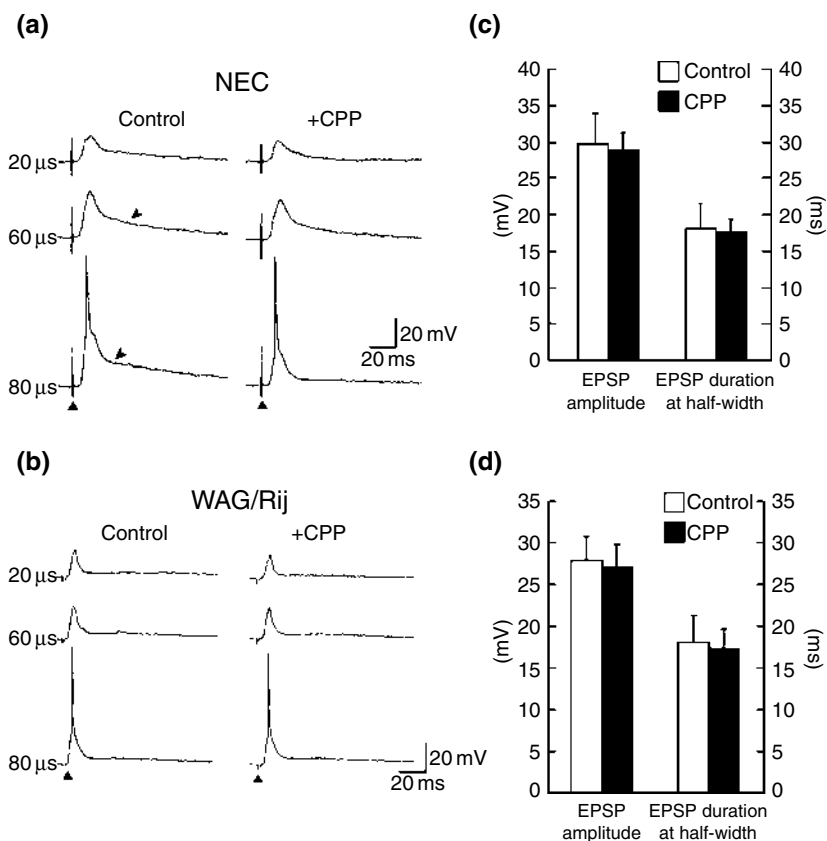 (a)
NEC
Control +CPP
20 μs
60 μs
80 μs
20 mV
20 ms
(b)
WAG/Rij
Control +CPP
20 μs
60 μs
80 μs
20 mV
20 ms
(c)
Control
CPP
40 40
35 35
30 30
25 25
20 20
15 15
10 10
5 5
0 0
(mV) (ms)
EPSP amplitude
EPSP duration at half-width
(d)
Control
CPP
35 35
30 30
25 25
20 20
15 15
10 10
5 5
0 0
(mV) (ms)
EPSP amplitude
EPSP duration at half-width